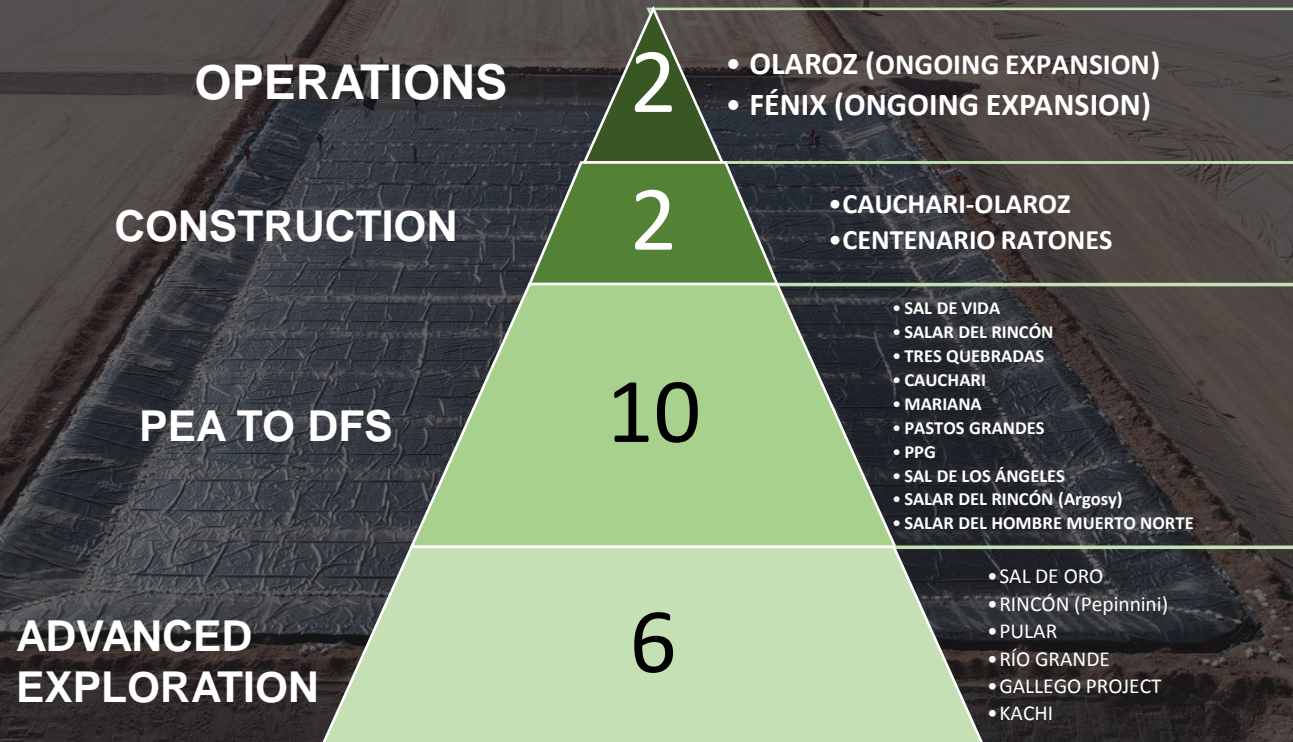 OPERATIONS
2
• OLAROZ (ONGOING EXPANSION)
• FÉNIX (ONGOING EXPANSION)
CONSTRUCTION
2
•CAUCHARI-OLAROZ
•CENTENARIO RATONES
PEA TO DFS
10
• SAL DE VIDA
• SALAR DEL RINCÓN
• TRES QUEBRADAS
• CAUCHARI
• MARIANA
• PASTOS GRANDES
• PPG
• SAL DE LOS ÁNGELES
• SALAR DEL RINCÓN (Argosy)
• SALAR DEL HOMBRE MUERTO NORTE
ADVANCED
EXPLORATION
6
•SAL DE ORO
•RINCÓN (Pepinnini)
•PULAR
•RÍO GRANDE
•GALLEGO PROJECT
•KACHI